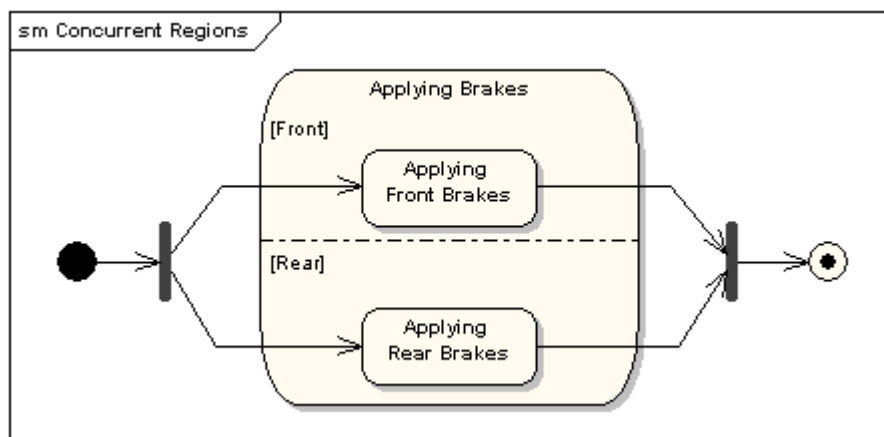 sm Concurrent Regions
Applying Brakes
[Front]
Applying
Front Brakes
[Rear]
Applying
Rear Brakes